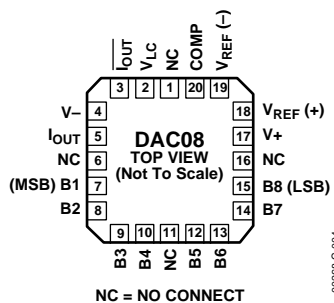 I̅OUT
VLC
NC
COMP
VREF (–)
3 2 1 20 19
V– 4
IOUT 5
NC 6
(MSB) B1 7
B2 8
DAC08
TOP VIEW
(Not To Scale)
18 VREF (+)
17 V+
16 NC
15 B8 (LSB)
14 B7
9 10 11 12 13
B3
B4
NC
B5
B6
NC = NO CONNECT